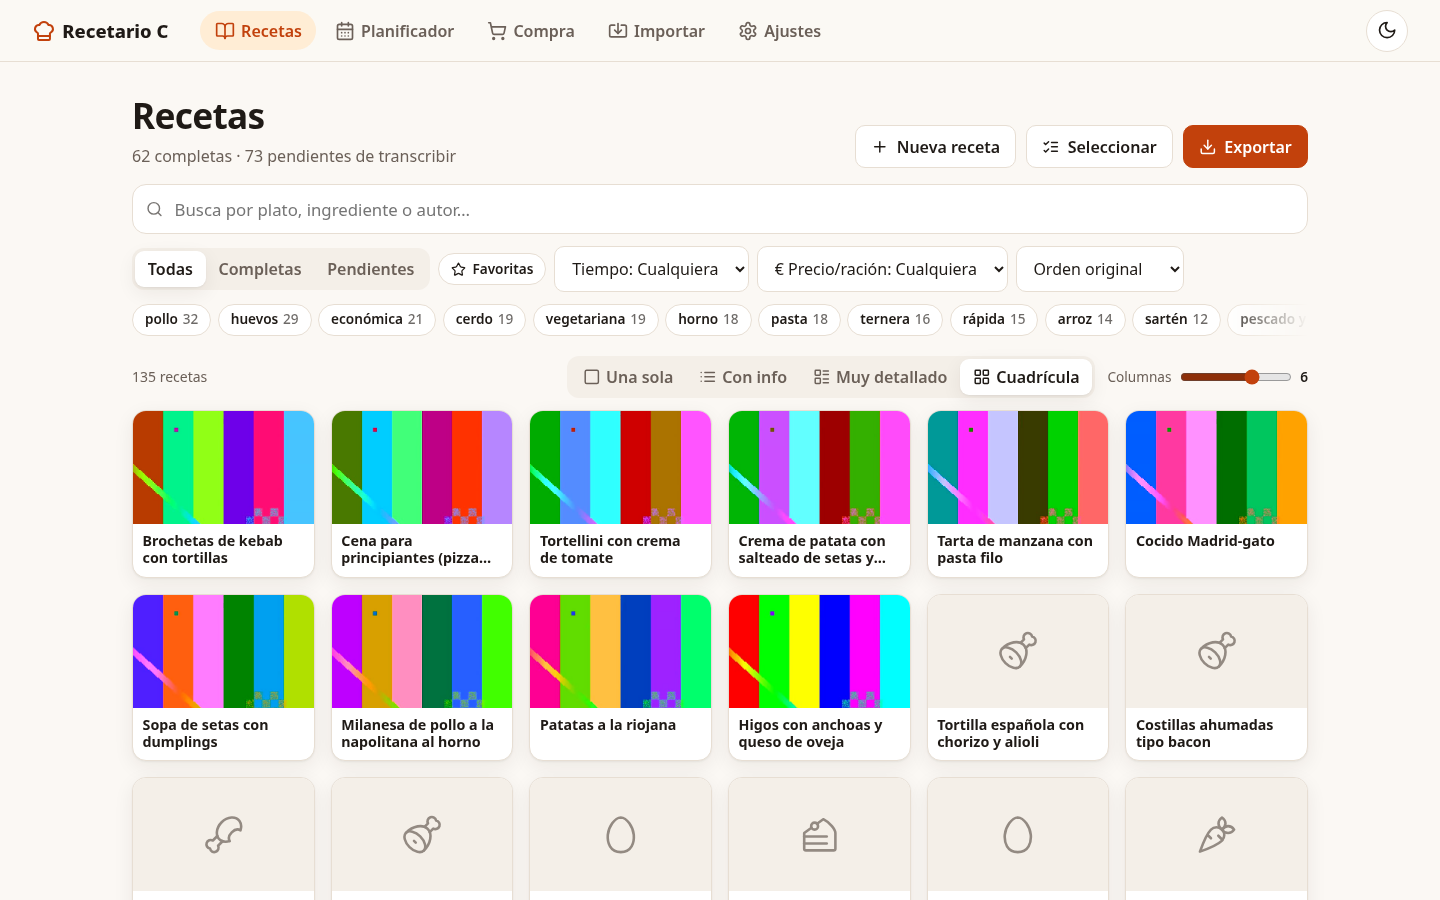 Recetario C
Recetas
Planificador
Compra
Importar
Ajustes
Recetas
62 completas · 73 pendientes de transcribir
Nueva receta
Seleccionar
Exportar
Busca por plato, ingrediente o autor...
Todas
Completas
Pendientes
Favoritas
Tiempo: Cualquiera
€ Precio/ración: Cualquiera
Orden original
pollo 32
huevos 29
económica 21
cerdo 19
vegetariana 19
horno 18
pasta 18
ternera 16
rápida 15
arroz 14
sartén 12
pescado y
135 recetas
Una sola
Con info
Muy detallado
Cuadrícula
Columnas
6
Brochetas de kebab
con tortillas
Cena para
principiantes (pizza...
Tortellini con crema
de tomate
Crema de patata con
salteado de setas y...
Tarta de manzana con
pasta filo
Cocido Madrid-gato
Sopa de setas con
dumplings
Milanesa de pollo a la
napolitana al horno
Patatas a la riojana
Higos con anchoas y
queso de oveja
Tortilla española con
chorizo y alioli
Costillas ahumadas
tipo bacon